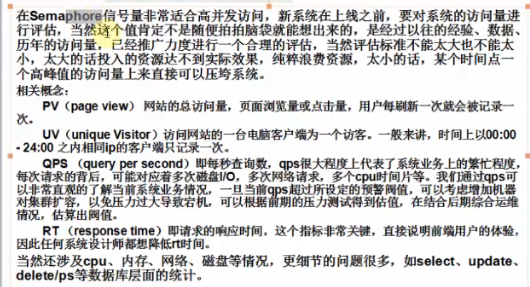 在Semaphore信号量非常适合高并发访问，新系统在上线之前，要对系统的访问量进
行评估，当然这个值肯定不是随便拍拍脑袋就能想出来的，是经过以往的经验、数据、
历年的访问量，已经推广力度进行一个合理的评估，当然评估标准不能太大也不能太
小，太大的话投入的资源达不到实际效果，纯粹浪费资源，太小的话，某个时间点一
个高峰值的访问量上来直接可以压垮系统。
相关概念：
PV（page view） 网站的总访问量，页面浏览量或点击量，用户每刷新一次就会被记录一
次。
UV（unique Visitor）访问网站的一台电脑客户端为一个访客。一般来讲，时间上以00:00
- 24:00 之内相同ip的客户端只记录一次。
QPS （query per second）即每秒查询数，qps很大程度上代表了系统业务上的繁忙程度，
每次请求的背后，可能对应着多次磁盘I/O，多次网络请求，多个cpu时间片等。我们通过qps可
以非常直观的了解当前系统业务情况，一旦当前qps超过所设定的预警阀值，可以考虑增加机器
对集群扩容，以免压力过大导致宕机，可以根据前期的压力测试得到估值，在结合后期综合运维
情况，估算出阀值。
RT （response time）即请求的响应时间，这个指标非常关键，直接说明前端用户的体验，
因此任何系统设计师都想降低rt时间。
当然还涉及cpu、内存、网络、磁盘等情况，更细节的问题很多，如select、update、
delete/ps等数据库层面的统计。